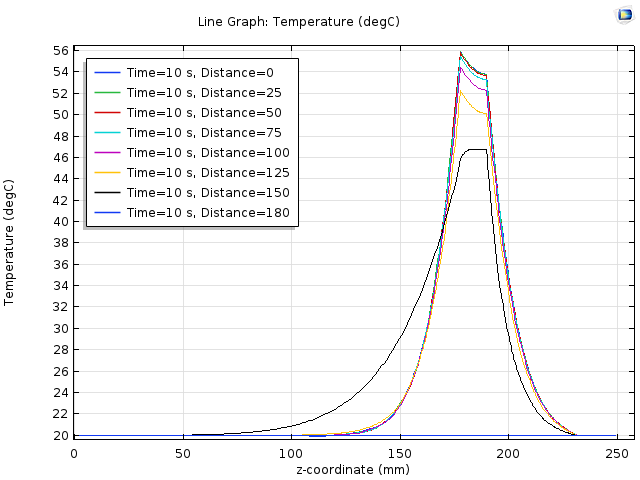 Line Graph: Temperature (degC)
56
54
52
50
48
46
44
42
40
38
36
34
32
30
28
26
24
22
20
Temperature (degC)
Time=10 s, Distance=0
Time=10 s, Distance=25
Time=10 s, Distance=50
Time=10 s, Distance=75
Time=10 s, Distance=100
Time=10 s, Distance=125
Time=10 s, Distance=150
Time=10 s, Distance=180
0 50 100 150 200 250
z-coordinate (mm)